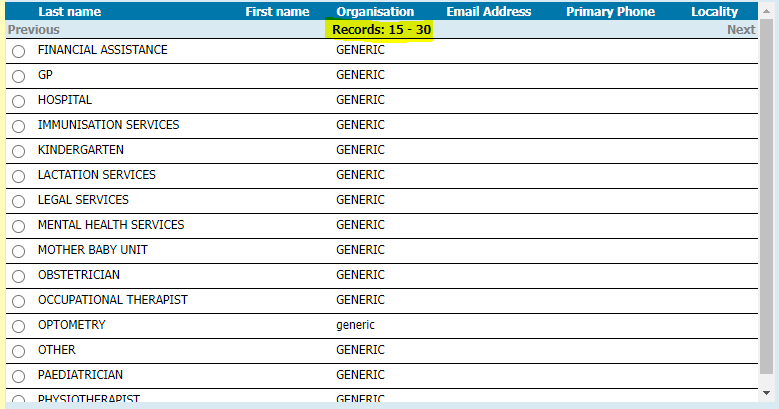 Last name First name Organisation Email Address Primary Phone Locality
Previous Records: 15 - 30 Next
FINANCIAL ASSISTANCE GENERIC
GP GENERIC
HOSPITAL GENERIC
IMMUNISATION SERVICES GENERIC
KINDERGARTEN GENERIC
LACTATION SERVICES GENERIC
LEGAL SERVICES GENERIC
MENTAL HEALTH SERVICES GENERIC
MOTHER BABY UNIT GENERIC
OBSTETRICIAN GENERIC
OCCUPATIONAL THERAPIST GENERIC
OPTOMETRY generic
OTHER GENERIC
PAEDIATRICIAN GENERIC
PHYSIOTHERAPIST GENERIC